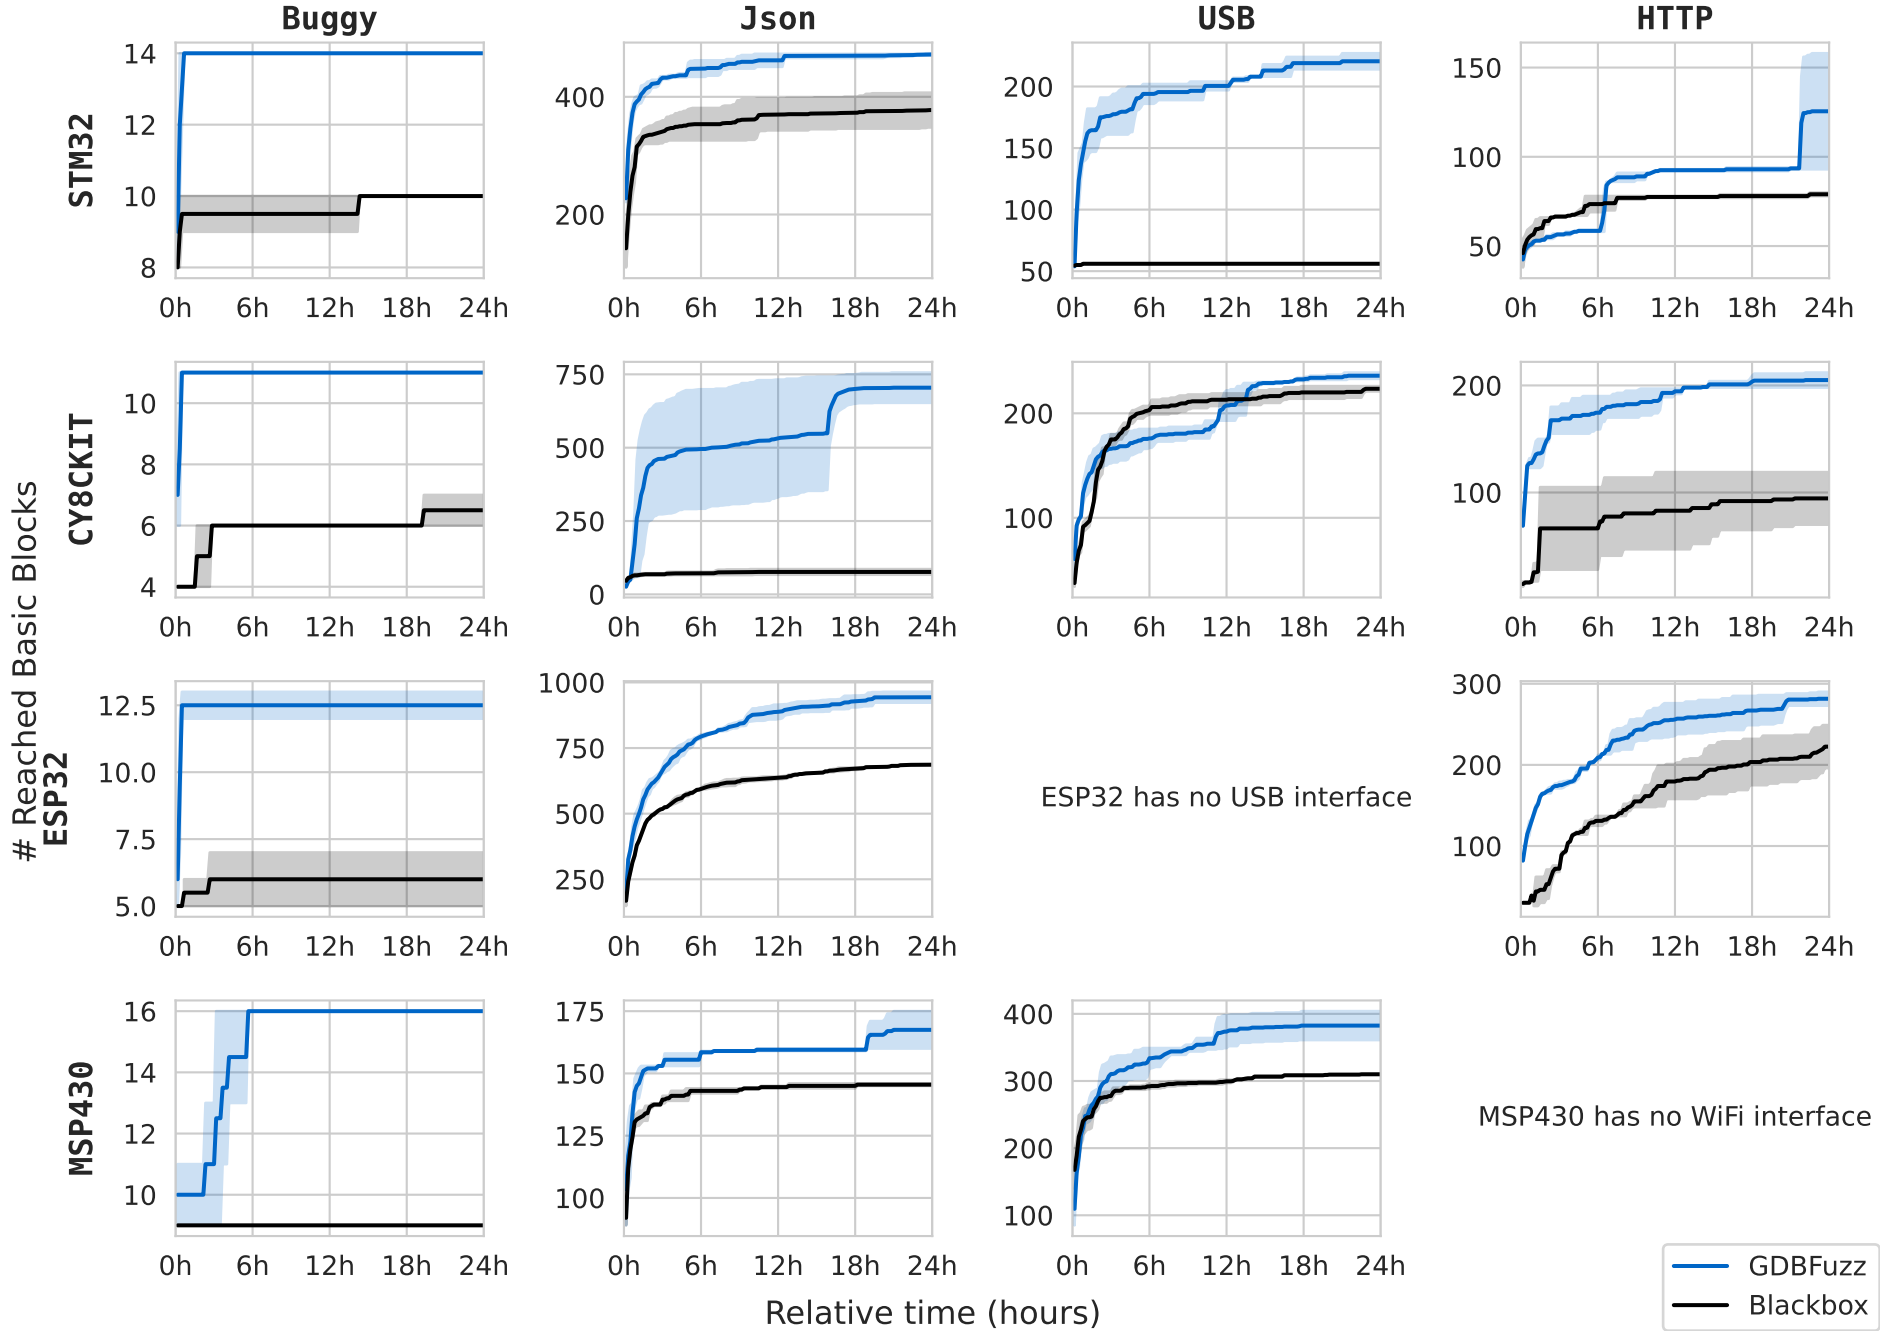 Buggy Json USB HTTP
# Reached Basic Blocks
STM32
14
12
10
8
0h 6h 12h 18h 24h
400
200
0h 6h 12h 18h 24h
200
150
100
50
0h 6h 12h 18h 24h
150
100
50
0h 6h 12h 18h 24h
CY8CKIT
10
8
6
4
0h 6h 12h 18h 24h
750
500
250
0
0h 6h 12h 18h 24h
200
100
0h 6h 12h 18h 24h
200
100
0h 6h 12h 18h 24h
ESP32
12.5
10.0
7.5
5.0
0h 6h 12h 18h 24h
1000
750
500
250
0h 6h 12h 18h 24h
ESP32 has no USB interface
300
200
100
0h 6h 12h 18h 24h
MSP430
16
14
12
10
0h 6h 12h 18h 24h
175
150
125
100
0h 6h 12h 18h 24h
400
300
200
100
0h 6h 12h 18h 24h
MSP430 has no WiFi interface
GDBFuzz
Blackbox
Relative time (hours)